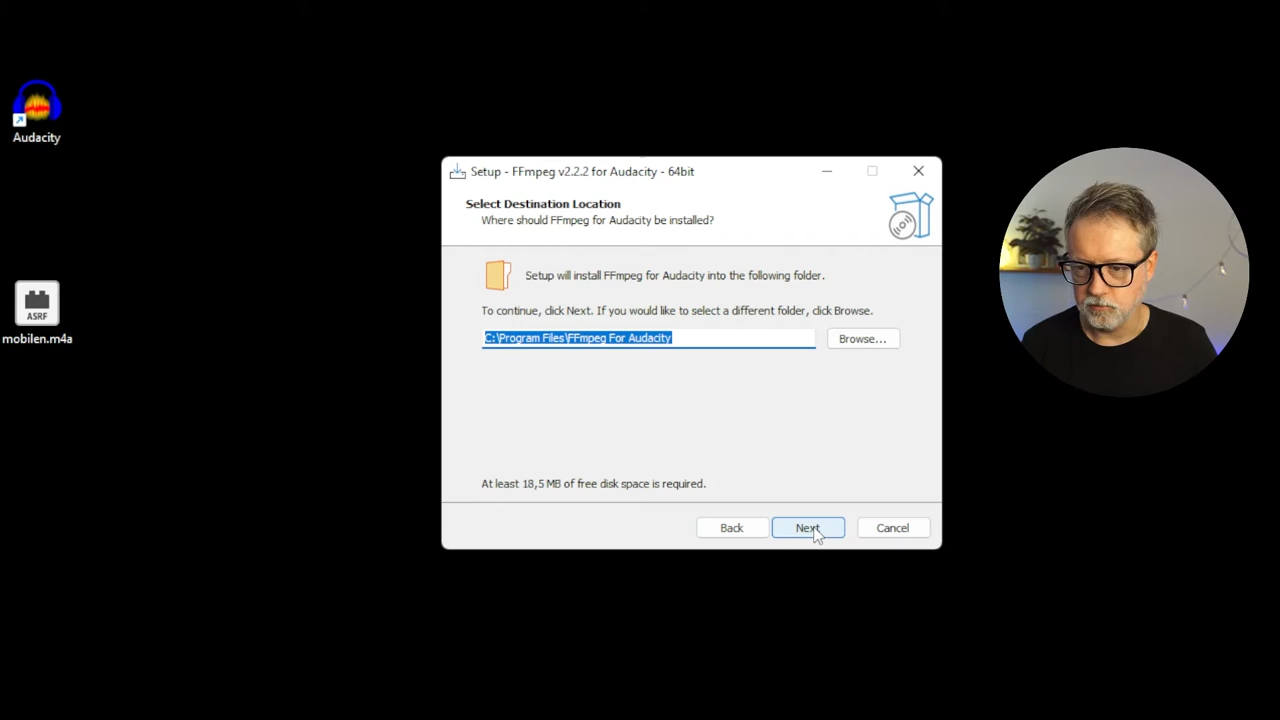 Audacity
mobilen.m4a
ASRF
Setup - FFmpeg v2.2.2 for Audacity - 64bit
Select Destination Location
Where should FFmpeg for Audacity be installed?
Setup will install FFmpeg for Audacity into the following folder.
To continue, click Next. If you would like to select a different folder, click Browse.
C:\Program Files\FFmpeg For Audacity
Browse...
At least 18,5 MB of free disk space is required.
Back
Next
Cancel